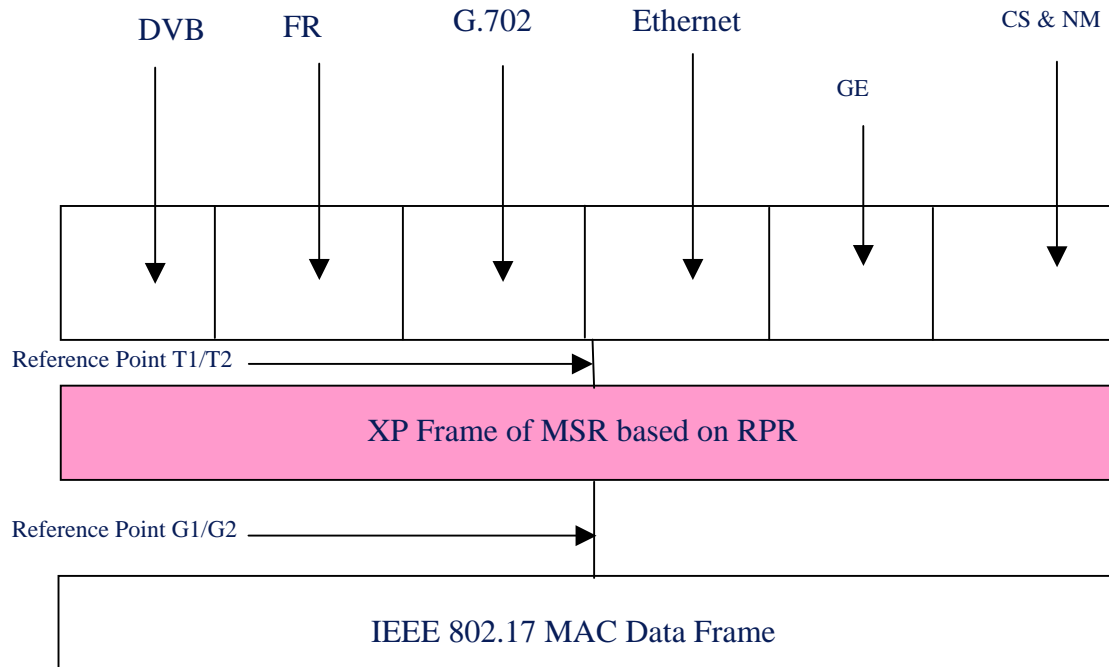 DVB
FR
G.702
Ethernet
CS & NM
GE
Reference Point T1/T2
XP Frame of MSR based on RPR
Reference Point G1/G2
IEEE 802.17 MAC Data Frame